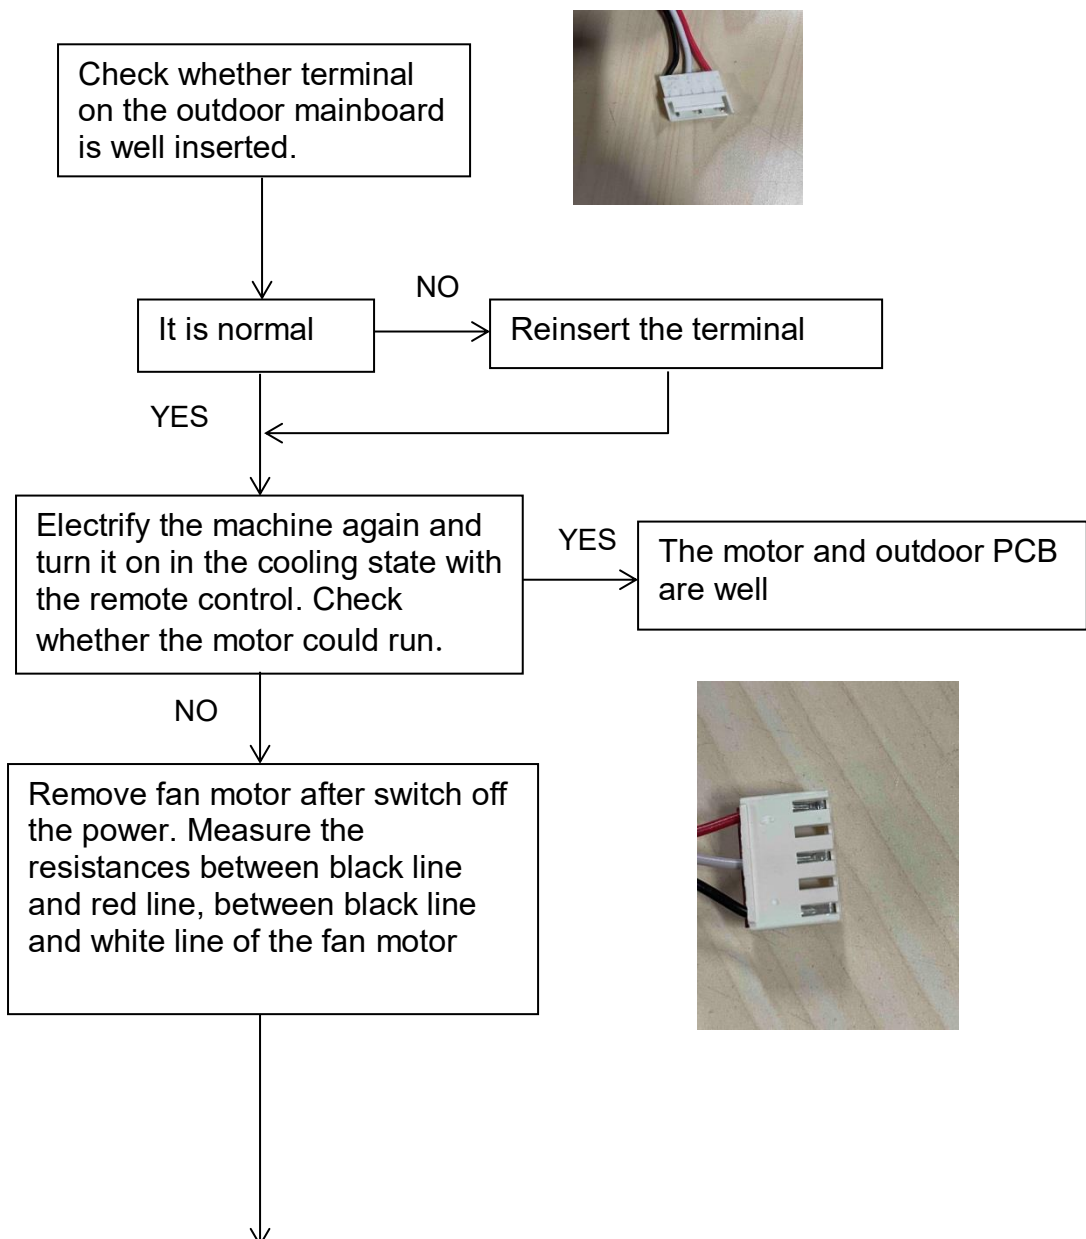 Check whether terminal
on the outdoor mainboard
is well inserted.
NO
It is normal
Reinsert the terminal
YES
Electrify the machine again and
turn it on in the cooling state with
the remote control. Check
whether the motor could run.
YES
The motor and outdoor PCB
are well
NO
Remove fan motor after switch off
the power. Measure the
resistances between black line
and red line, between black line
and white line of the fan motor